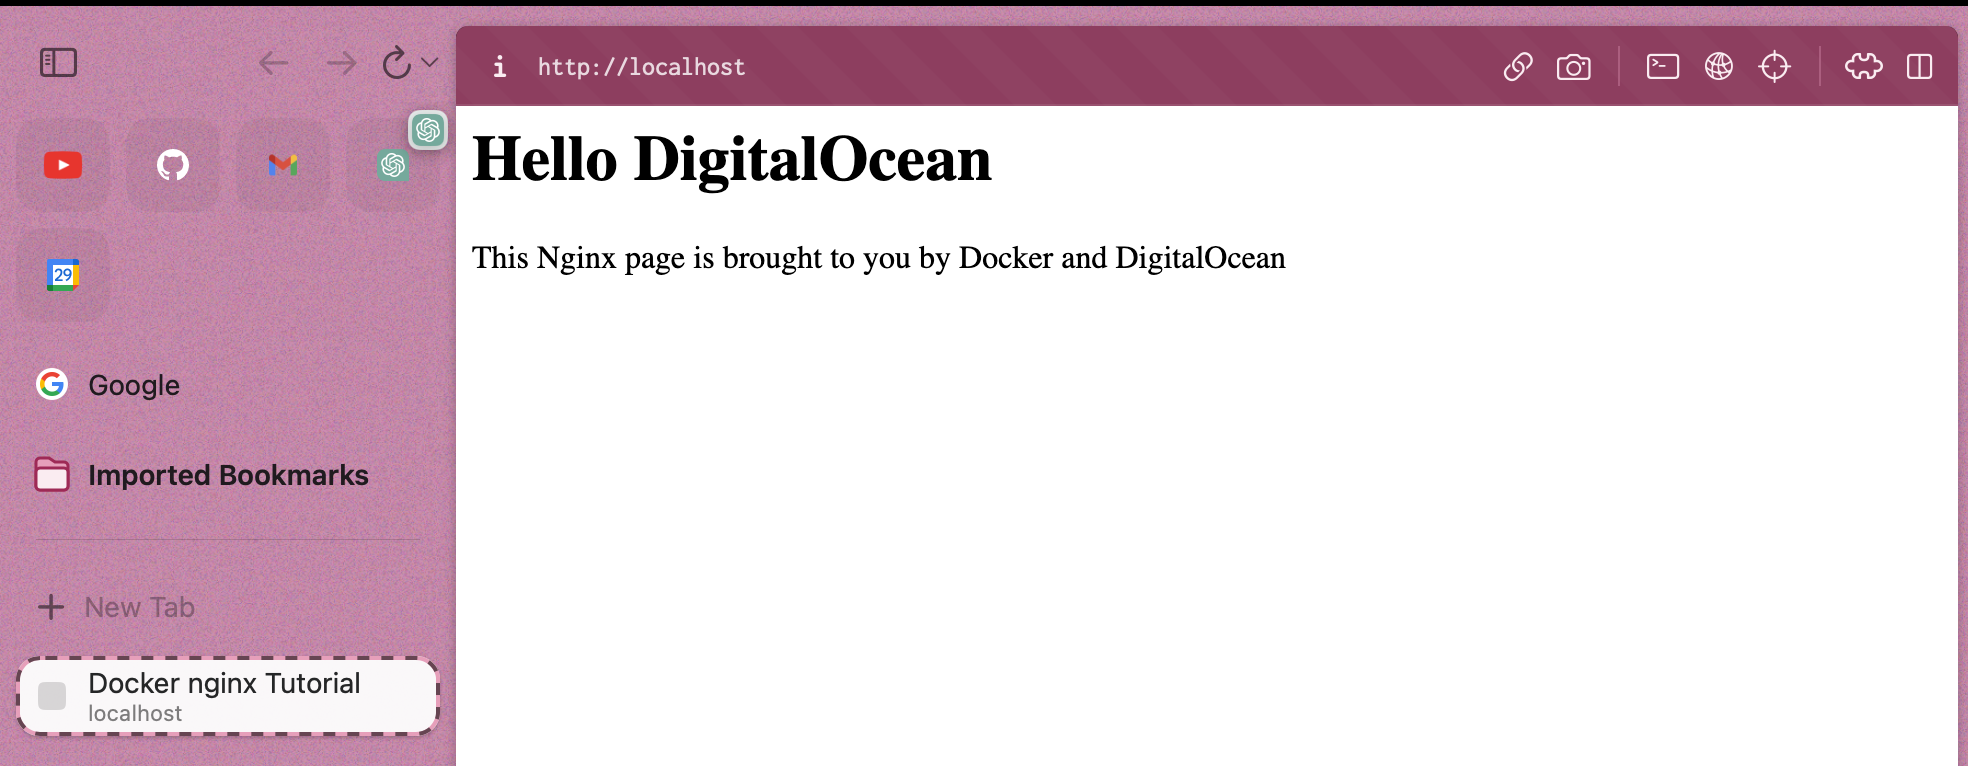 http://localhost
Hello DigitalOcean
This Nginx page is brought to you by Docker and DigitalOcean
29
Google
Imported Bookmarks
New Tab
Docker nginx Tutorial
localhost